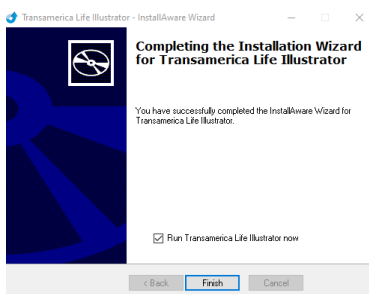 Transamerica Life Illustrator - InstallAware Wizard
Completing the Installation Wizard
for Transamerica Life Illustrator
You have successfully completed the InstallAware Wizard for
Transamerica Life Illustrator.
Run Transamerica Life Illustrator now
< Back Finish Cancel